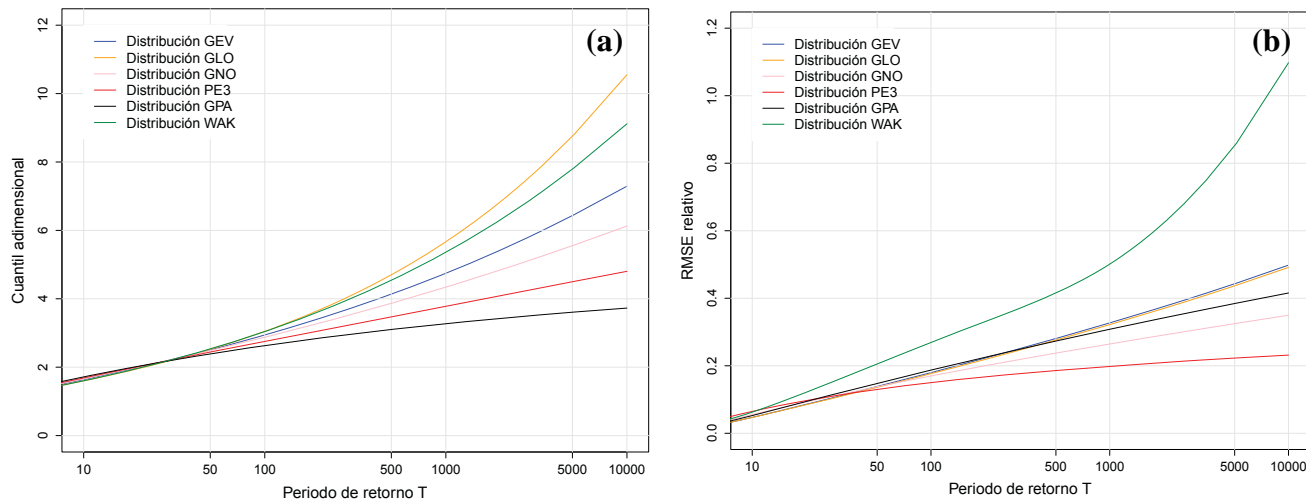 (a)
Distribución GEV
Distribución GLO
Distribución GNO
Distribución PE3
Distribución GPA
Distribución WAK
Cuantil adimensional
12
10
8
6
4
2
0
10 50 100 500 1000 5000 10000
Periodo de retorno T
(b)
Distribución GEV
Distribución GLO
Distribución GNO
Distribución PE3
Distribución GPA
Distribución WAK
RMSE relativo
1.2
1.0
0.8
0.6
0.4
0.2
0.0
10 50 100 500 1000 5000 10000
Periodo de retorno T